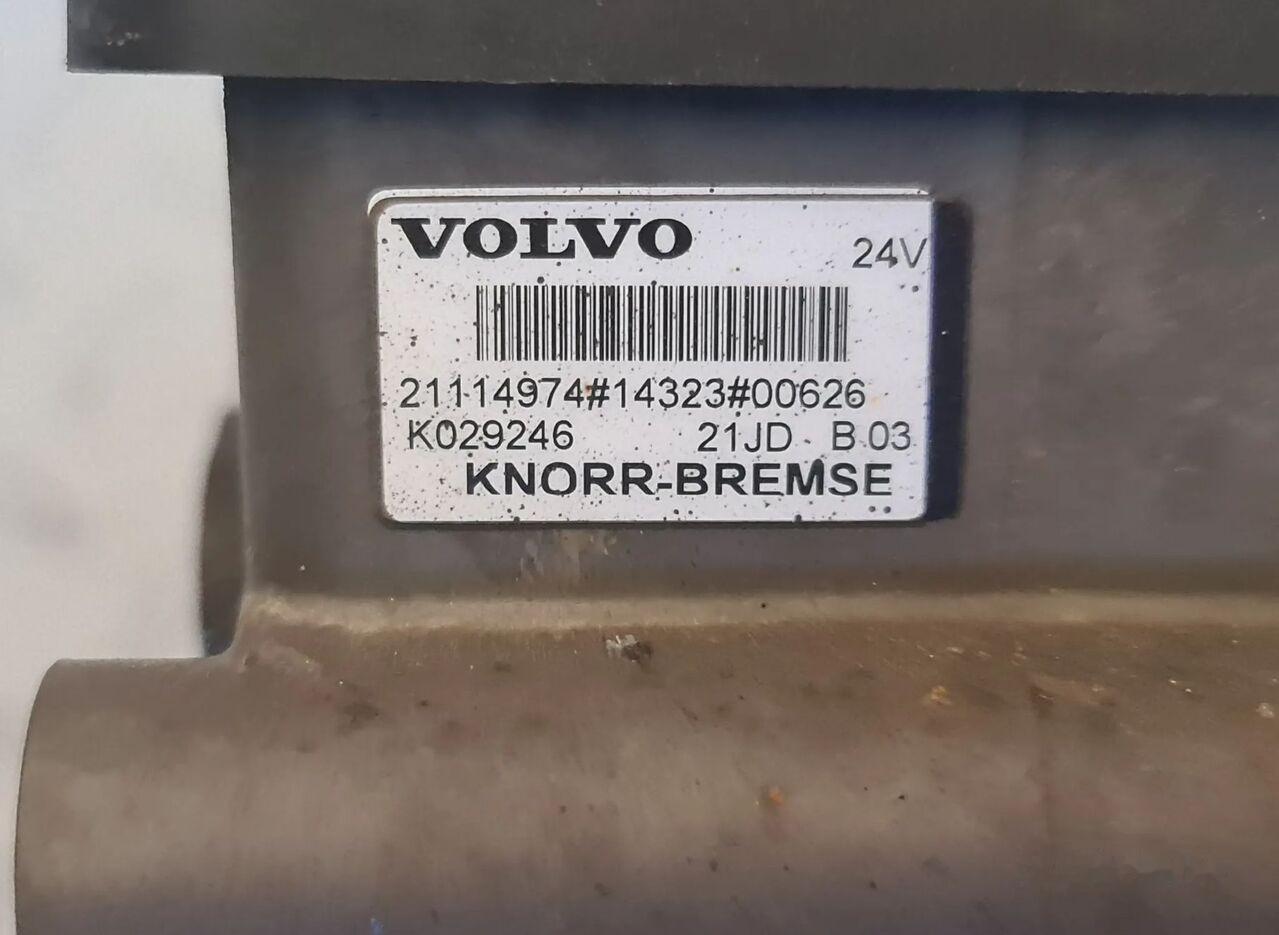 VOLVO
24V
21114974#14323#00626
K029246 21JD B 03
KNORR-BREMSE